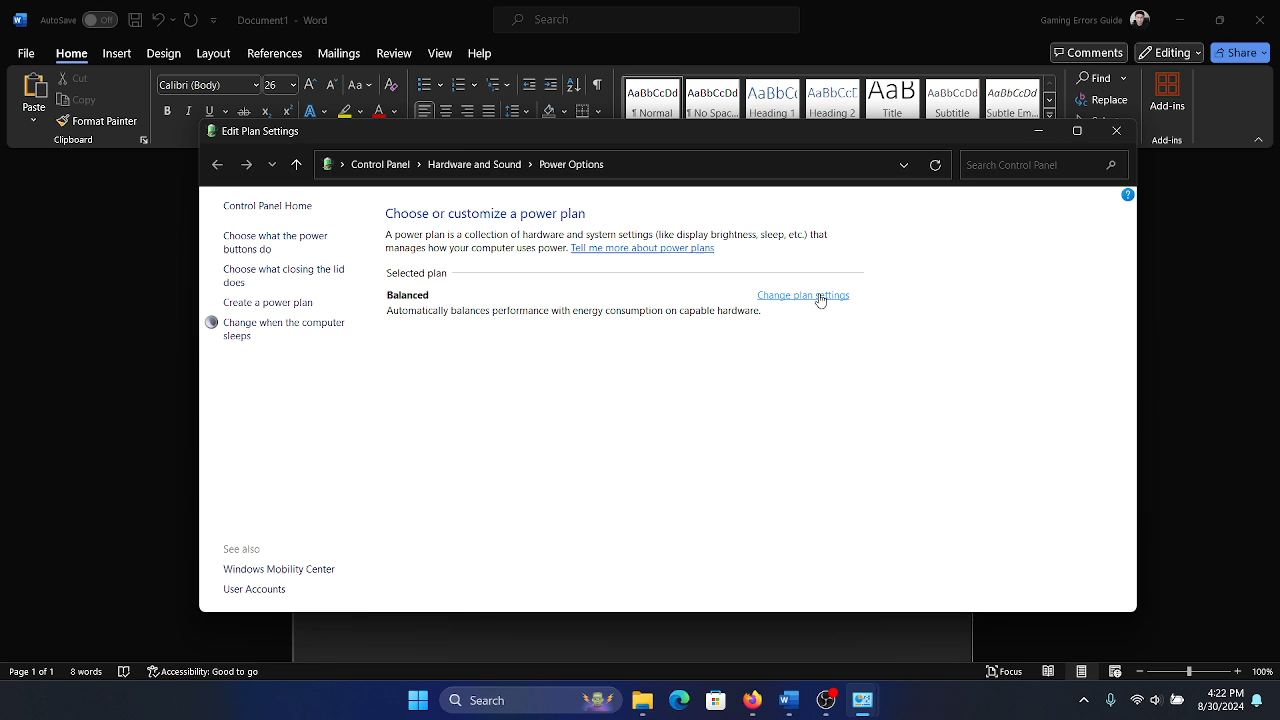 AutoSave Off Document1 - Word Search Gaming Errors Guide
File Home Insert Design Layout References Mailings Review View Help Comments Editing Share
Paste Cut Copy Format Painter Clipboard
Calibri (Body) 26 Aa B U ab x A A
AaBbCcDd AaBbCcDd AaBbC AaBbCcE AaB AaBbCcDd AaBbCcDd
¶ Normal ¶ No Spac... Heading 1 Heading 2 Title Subtitle Subtle Em...
Find Replace
Add-ins
Add-ins
Edit Plan Settings
Control Panel > Hardware and Sound > Power Options
Search Control Panel
Control Panel Home
Choose what the power
buttons do
Choose what closing the lid
does
Create a power plan
Change when the computer
sleeps
Choose or customize a power plan
A power plan is a collection of hardware and system settings (like display brightness, sleep, etc.) that
manages how your computer uses power. Tell me more about power plans
Selected plan
Balanced Change plan settings
Automatically balances performance with energy consumption on capable hardware.
See also
Windows Mobility Center
User Accounts
Page 1 of 1 8 words Accessibility: Good to go Focus 100%
Search
4:22 PM
8/30/2024